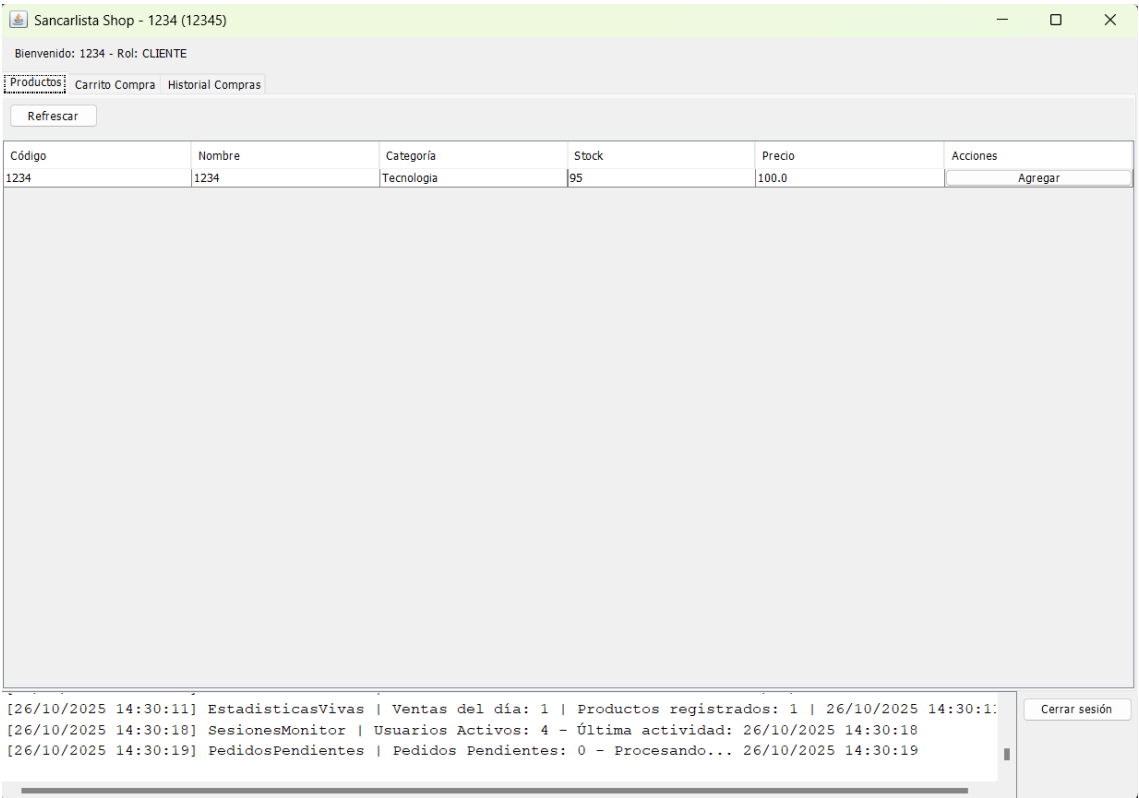 Sancarlista Shop - 1234 (12345)
Bienvenido: 1234 - Rol: CLIENTE
Productos Carrito Compra Historial Compras
Refrescar
Código Nombre Categoría Stock Precio Acciones
1234 1234 Tecnologia 95 100.0 Agregar
[26/10/2025 14:30:11] EstadisticasVivas | Ventas del día: 1 | Productos registrados: 1 | 26/10/2025 14:30:1
[26/10/2025 14:30:18] SesionesMonitor | Usuarios Activos: 4 - Última actividad: 26/10/2025 14:30:18
[26/10/2025 14:30:19] PedidosPendientes | Pedidos Pendientes: 0 - Procesando... 26/10/2025 14:30:19
Cerrar sesión